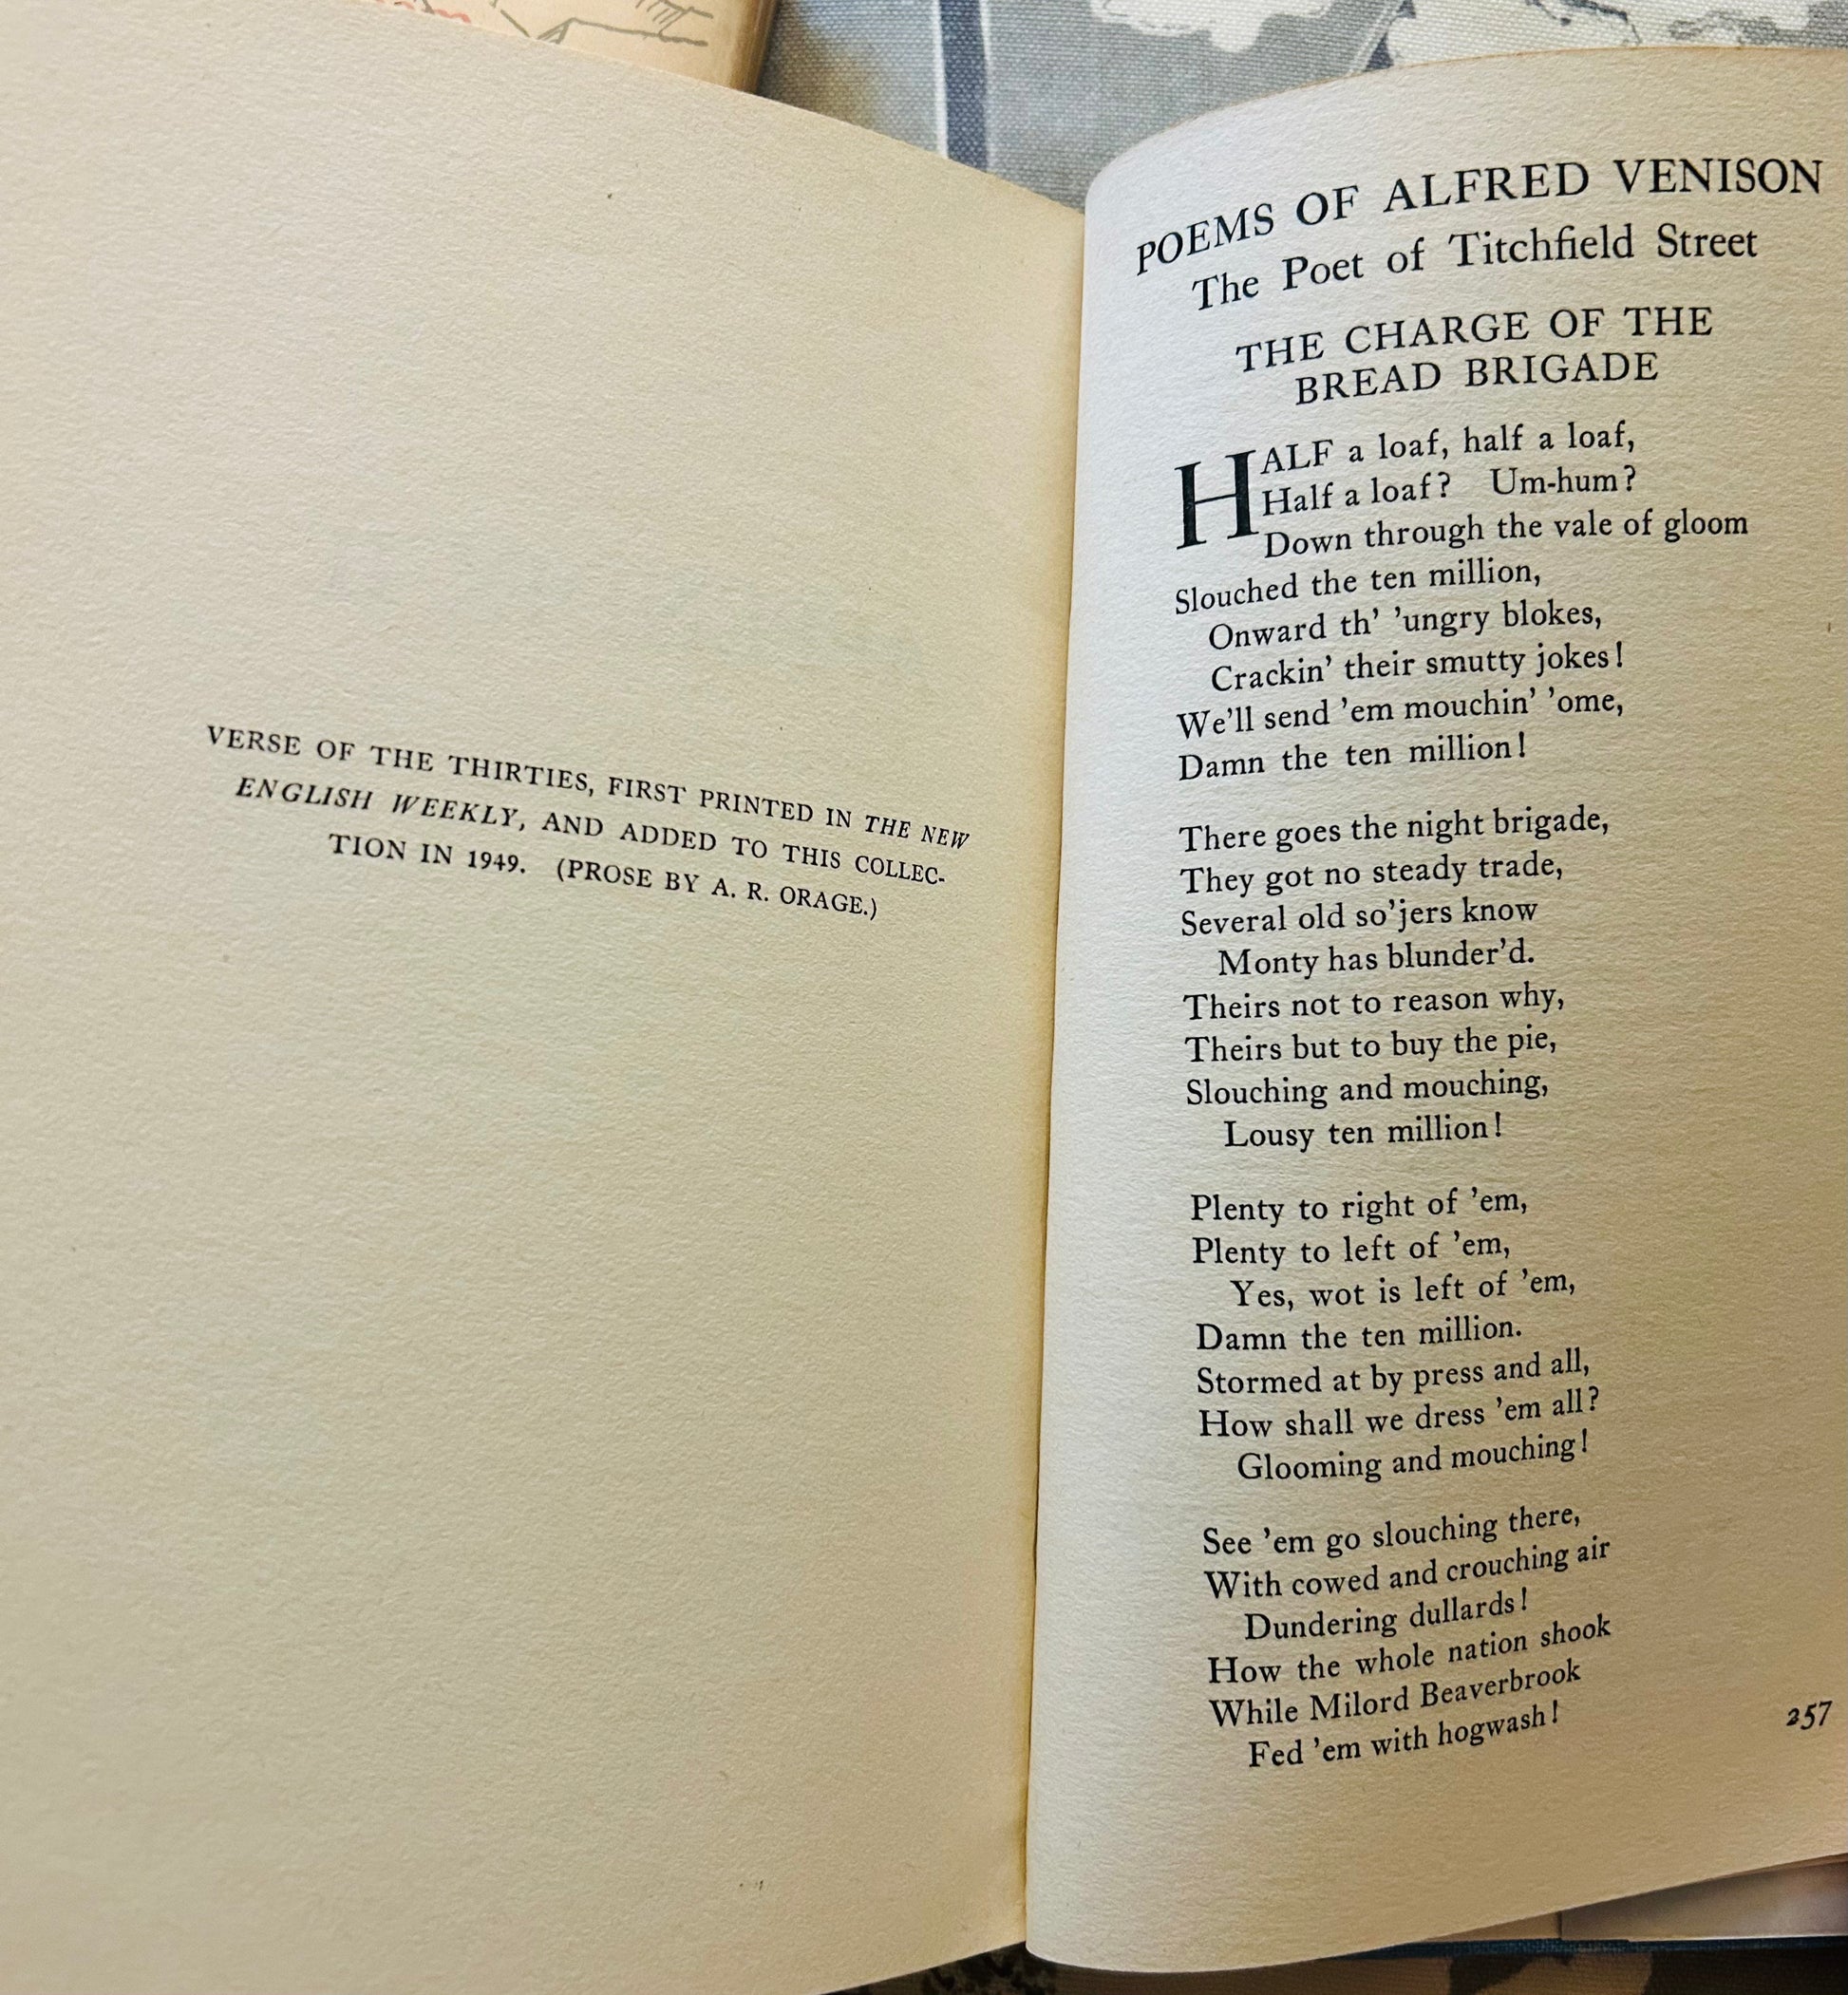 VERSE OF THE THIRTIES, FIRST PRINTED IN THE NEW
ENGLISH WEEKLY, AND ADDED TO THIS COLLEC-
TION IN 1949. (PROSE BY A. R. ORAGE.)
POEMS OF ALFRED VENISON
The Poet of Titchfield Street
THE CHARGE OF THE
BREAD BRIGADE
HALF a loaf, half a loaf,
Half a loaf? Um-hum?
Down through the vale of gloom
Slouched the ten million,
Onward th' 'ungry blokes,
Crackin' their smutty jokes!
We'll send 'em mouchin' 'ome,
Damn the ten million!
There goes the night brigade,
They got no steady trade,
Several old so'jers know
Monty has blunder'd.
Theirs not to reason why,
Theirs but to buy the pie,
Slouching and mouching,
Lousy ten million!
Plenty to right of 'em,
Plenty to left of 'em,
Yes, wot is left of 'em,
Damn the ten million.
Stormed at by press and all,
How shall we dress 'em all?
Glooming and mouching!
See 'em go slouching there,
With cowed and crouching air
Dundering dullards!
How the whole nation shook
While Milord Beaverbrook
Fed 'em with hogwash!
257